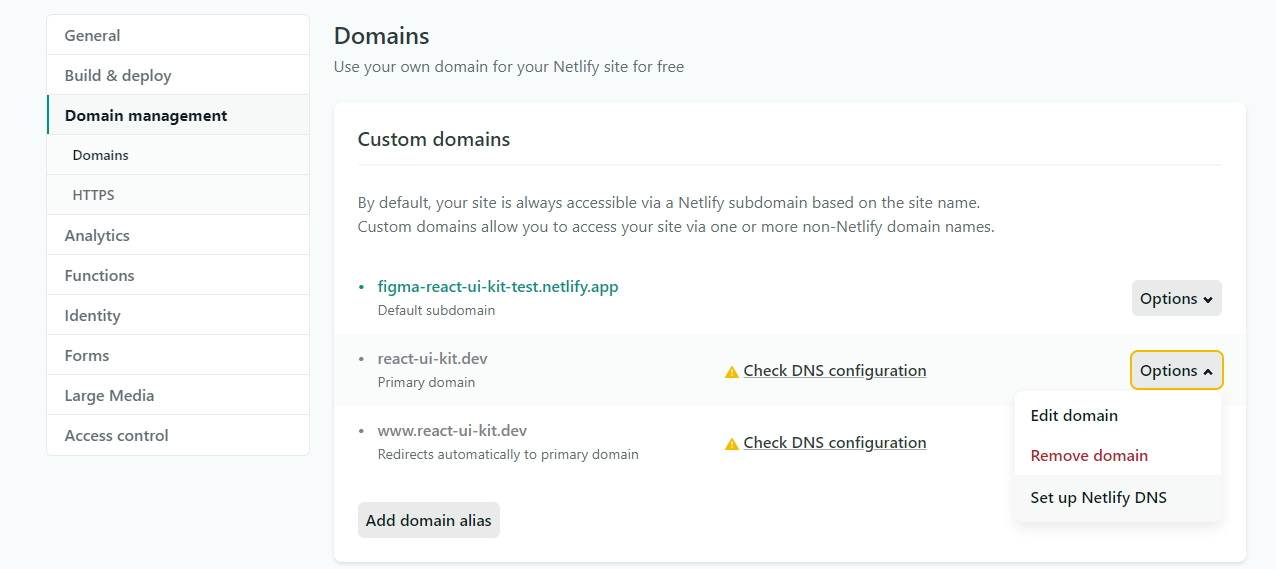 General
Build & deploy
Domain management
Domains
HTTPS
Analytics
Functions
Identity
Forms
Large Media
Access control
Domains
Use your own domain for your Netlify site for free
Custom domains
By default, your site is always accessible via a Netlify subdomain based on the site name.
Custom domains allow you to access your site via one or more non-Netlify domain names.
figma-react-ui-kit-test.netlify.app
Default subdomain
Options
react-ui-kit.dev
Primary domain
Check DNS configuration
Options
Edit domain
Remove domain
Set up Netlify DNS
www.react-ui-kit.dev
Redirects automatically to primary domain
Check DNS configuration
Add domain alias